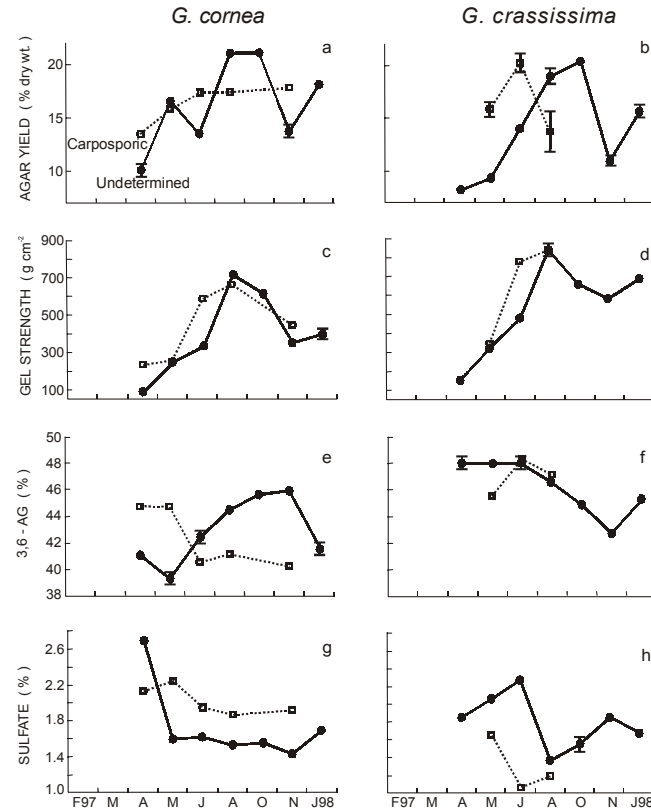 G. cornea G. crassissima
a b
AGAR YIELD ( % dry wt. )
20
15
10
Carposporic
Undetermined
c d
GEL STRENGTH ( g cm-2 )
900
700
500
300
100
e f
3,6 - AG ( % )
50
48
46
44
42
40
38
g h
SULFATE ( % )
2.6
2.2
1.8
1.4
1.0
F97 M A M J A O N J98 F97 M A M J A O N J98